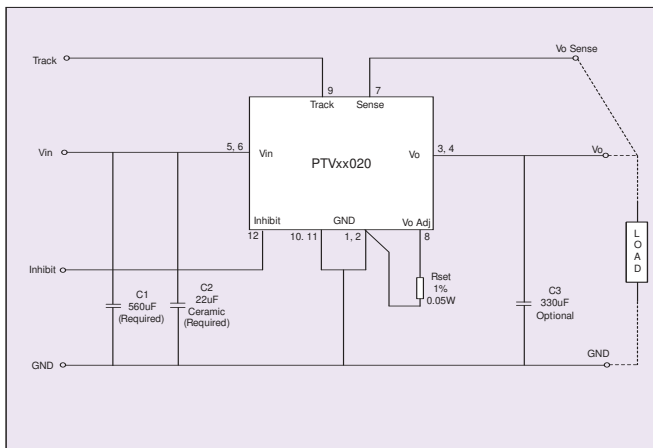 Vo Sense
Track
9 7
Track Sense
5, 6 3, 4
Vin Vin Vo Vo
PTVxx020
Inhibit GND Vo Adj
12 10. 11 1, 2 8
LOAD
Inhibit
Rset
1%
0.05W
C1
560uF
(Required)
C2
22uF
Ceramic
(Required)
C3
330uF
Optional
GND
GND